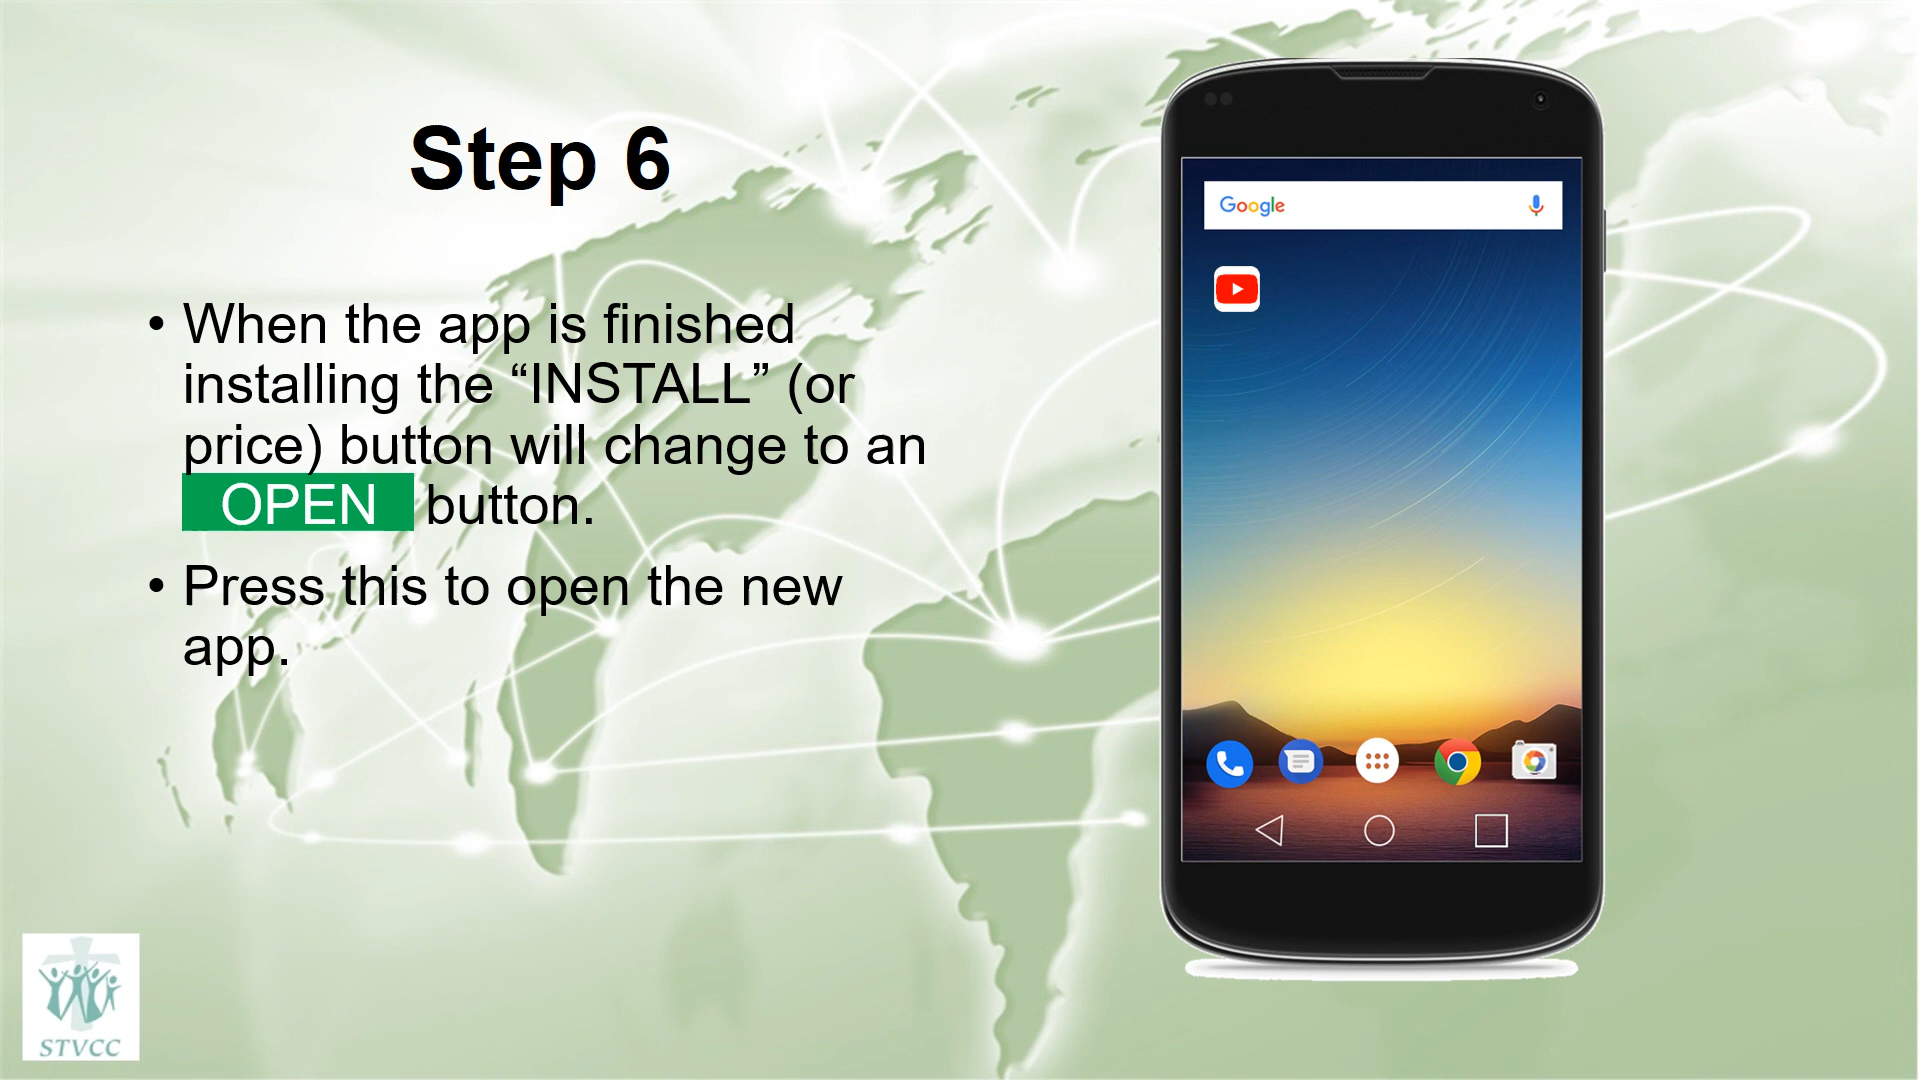 Step 6
• When the app is finished
installing the “INSTALL” (or
price) button will change to an
OPEN button.
• Press this to open the new
app.
Google
STVCC